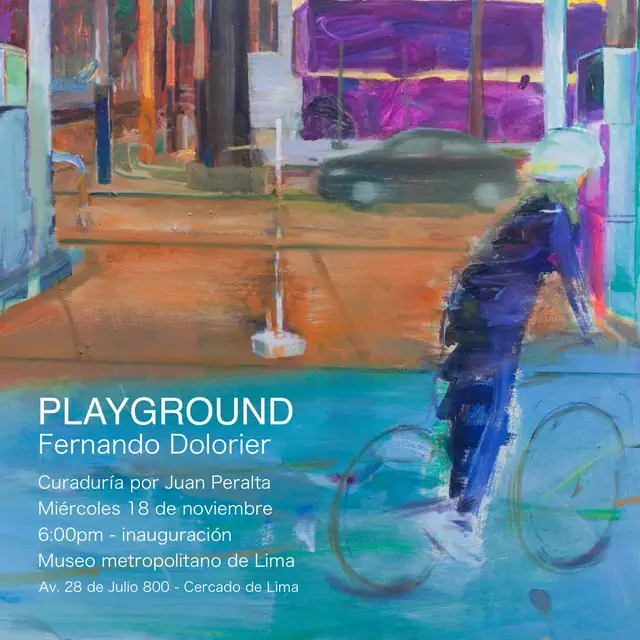 PLAYGROUND
Fernando Dolorier
Curaduría por Juan Peralta
Miércoles 18 de noviembre
6:00pm - inauguración
Museo metropolitano de Lima
Av. 28 de Julio 800 - Cercado de Lima